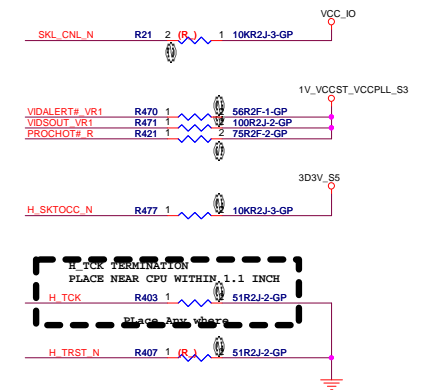 VCC_IO
SKL_CNL_N R21 2 (R_) 1 10KR2J-3-GP
1V_VCCST_VCCPLL_S3
VIDALERT#_VR1 R470 1 56R2F-1-GP
VIDSOUT_VR1 R471 1 100R2J-2-GP
PROCHOT#_R R421 1 2 75R2F-2-GP
3D3V_S5
H_SKTOCC_N R477 1 2 10KR2J-3-GP
H_TCK TERMINATION
PLACE NEAR CPU WITHIN 1.1 INCH
H_TCK R403 1 2 51R2J-2-GP
PLace Any where
H_TRST_N R407 1 (R_) 2 51R2J-2-GP